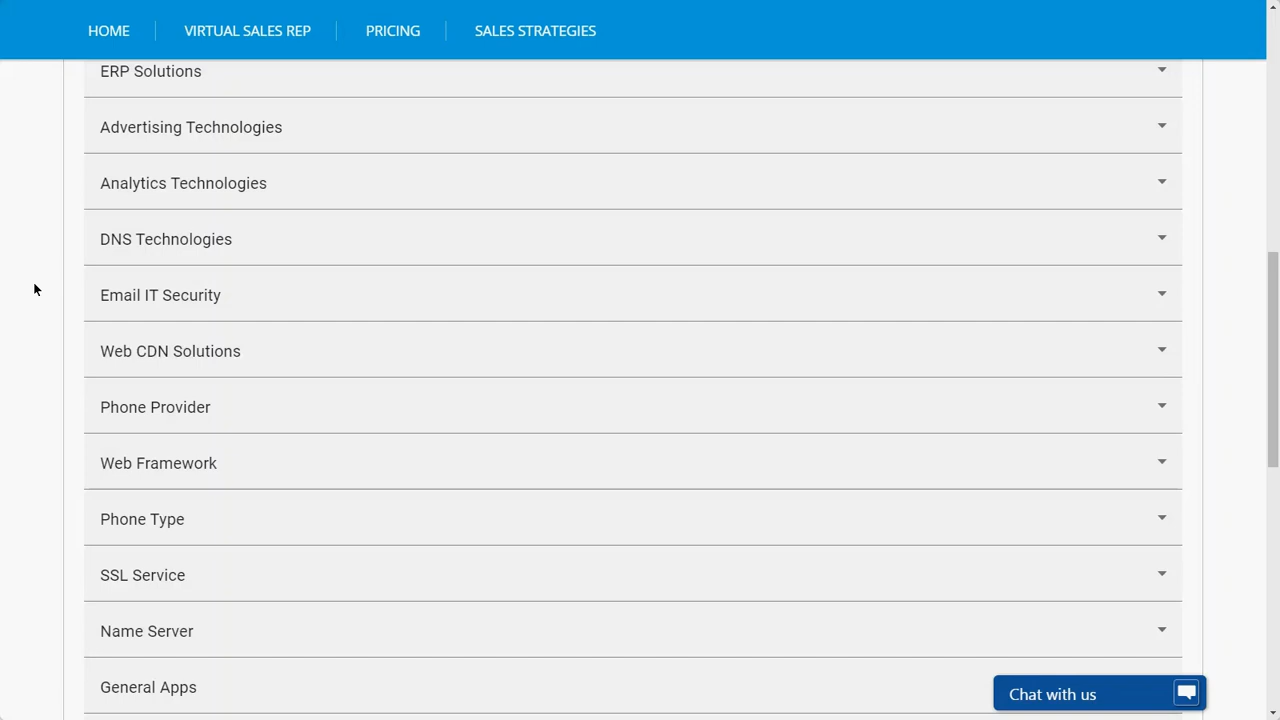 HOME
VIRTUAL SALES REP
PRICING
SALES STRATEGIES
ERP Solutions
Advertising Technologies
Analytics Technologies
DNS Technologies
Email IT Security
Web CDN Solutions
Phone Provider
Web Framework
Phone Type
SSL Service
Name Server
General Apps
Chat with us